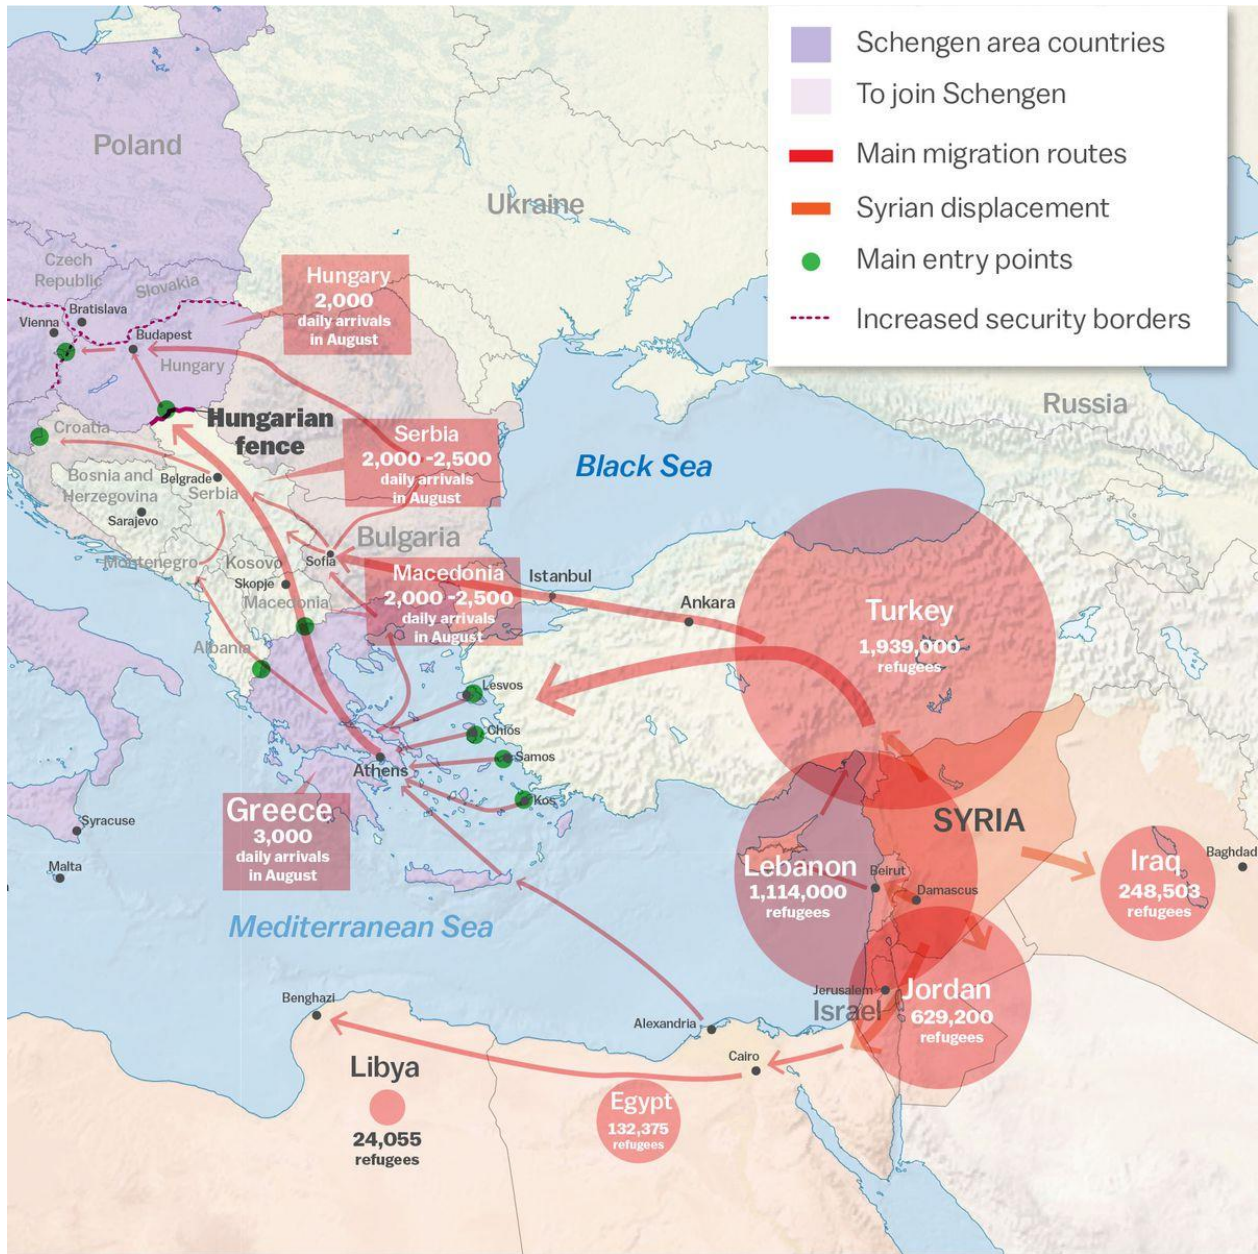 Schengen area countries
To join Schengen
Main migration routes
Syrian displacement
Main entry points
Increased security borders
Poland
Ukraine
Czech
Republic
Slovakia
Hungary
2,000
daily arrivals
in August
Bratislava
Vienna
Budapest
Hungary
Russia
Hungarian
fence
Croatia
Serbia
2,000 -2,500
daily arrivals
in August
Black Sea
Bosnia and
Herzegovina
Belgrade
Serbia
Sarajevo
Bulgaria
Montenegro
Kosovo
Sofia
Skopje
Macedonia
Macedonia
2,000 -2,500
daily arrivals
in August
Istanbul
Ankara
Turkey
1,939,000
refugees
Albania
Lesvos
Chios
Samos
Athens
Kos
Greece
3,000
daily arrivals
in August
Syracuse
Malta
SYRIA
Lebanon
1,114,000
refugees
Beirut
Damascus
Iraq
248,503
refugees
Baghdad
Mediterranean Sea
Jerusalem
Israel
Jordan
629,200
refugees
Benghazi
Alexandria
Cairo
Libya
24,055
refugees
Egypt
132,375
refugees